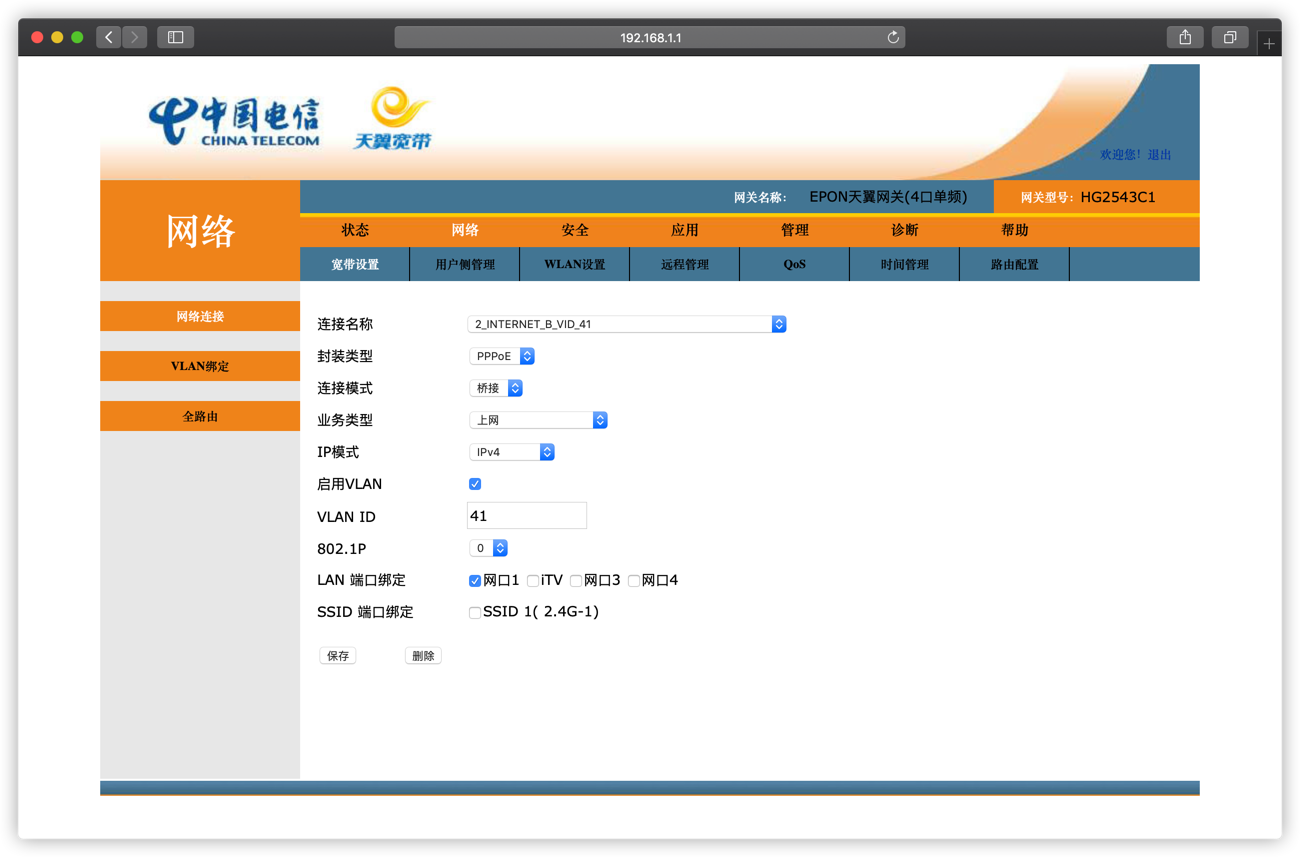 192.168.1.1
中国电信
CHINA TELECOM
天翼宽带
欢迎您! 退出
网络
网关名称: EPON天翼网关(4口单频) 网关型号: HG2543C1
状态 网络 安全 应用 管理 诊断 帮助
宽带设置 用户侧管理 WLAN设置 远程管理 QoS 时间管理 路由配置
网络连接
VLAN绑定
全路由
连接名称 2_INTERNET_B_VID_41
封装类型 PPPoE
连接模式 桥接
业务类型 上网
IP模式 IPv4
启用VLAN
VLAN ID 41
802.1P 0
LAN 端口绑定 网口1 iTV 网口3 网口4
SSID 端口绑定 SSID 1( 2.4G-1)
保存 删除